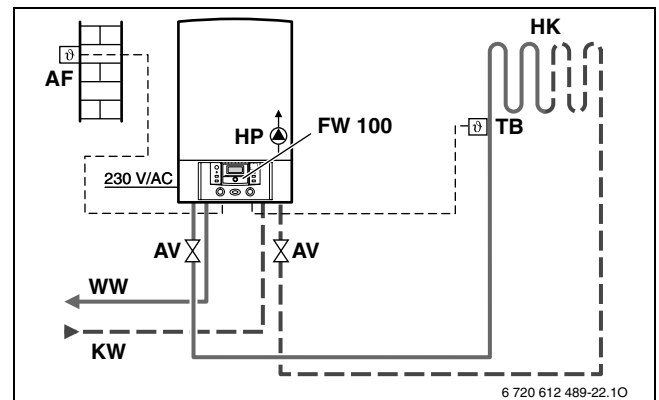 HK
ϑ
AF
HP
FW 100
ϑ
TB
230 V/AC
AV
AV
WW
KW
6 720 612 489-22.1O